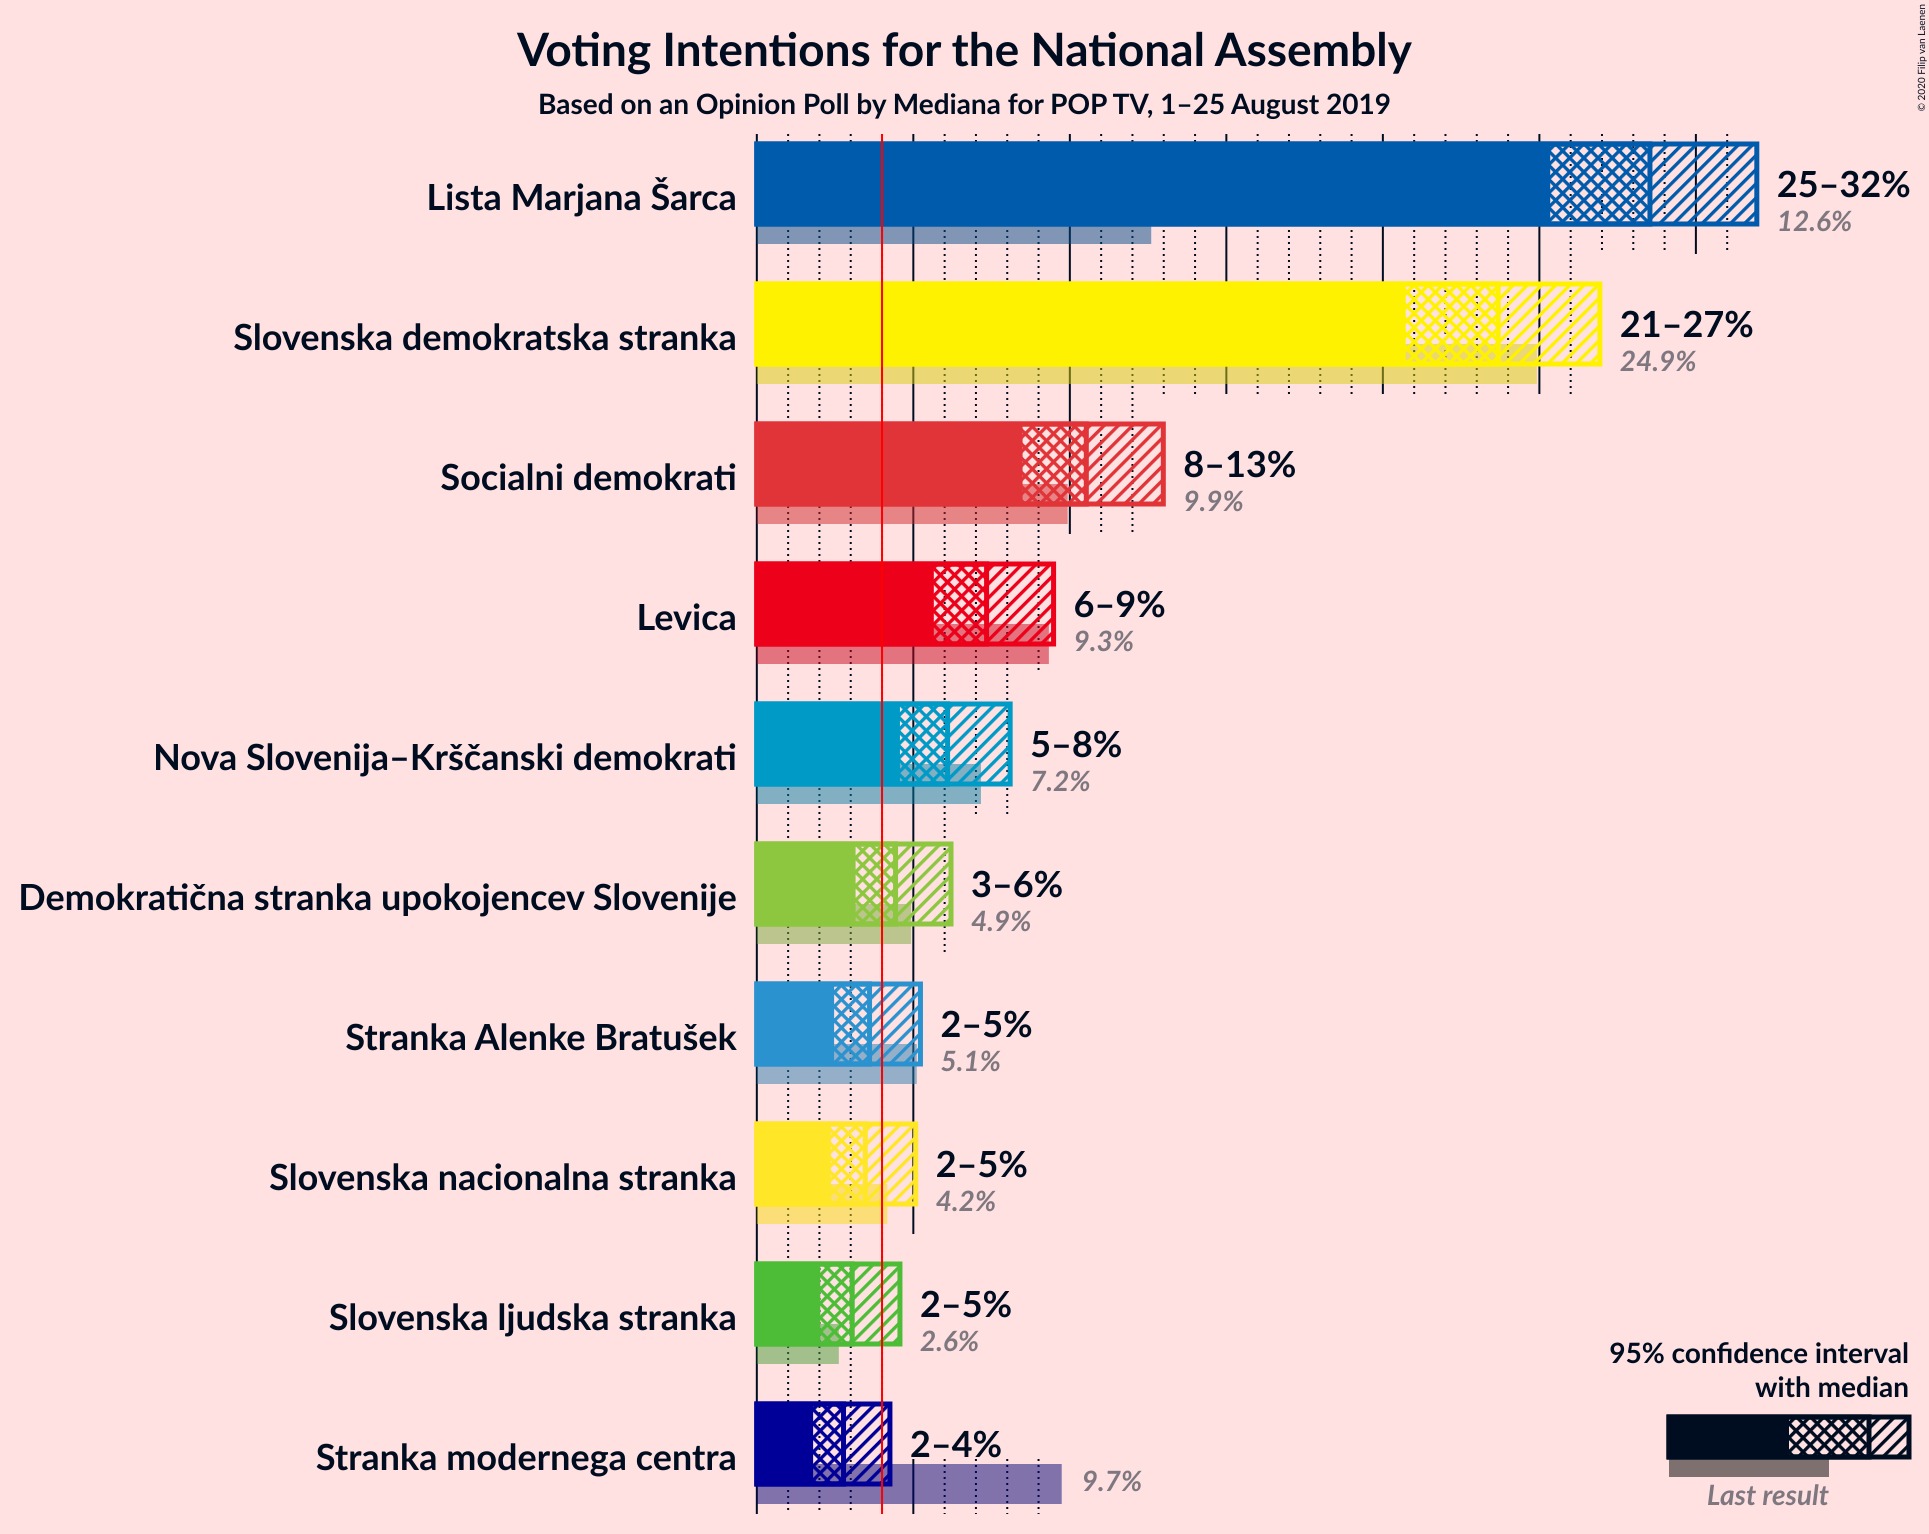 Voting Intentions for the National Assembly
Based on an Opinion Poll by Mediana for POP TV, 1–25 August 2019
© 2020 Filip van Laenen
Lista Marjana Šarca
25–32%
12.6%
Slovenska demokratska stranka
21–27%
24.9%
Socialni demokrati
8–13%
9.9%
Levica
6–9%
9.3%
Nova Slovenija–Krščanski demokrati
5–8%
7.2%
Demokratična stranka upokojencev Slovenije
3–6%
4.9%
Stranka Alenke Bratušek
2–5%
5.1%
Slovenska nacionalna stranka
2–5%
4.2%
Slovenska ljudska stranka
2–5%
2.6%
Stranka modernega centra
2–4%
9.7%
95% confidence interval
with median
Last result